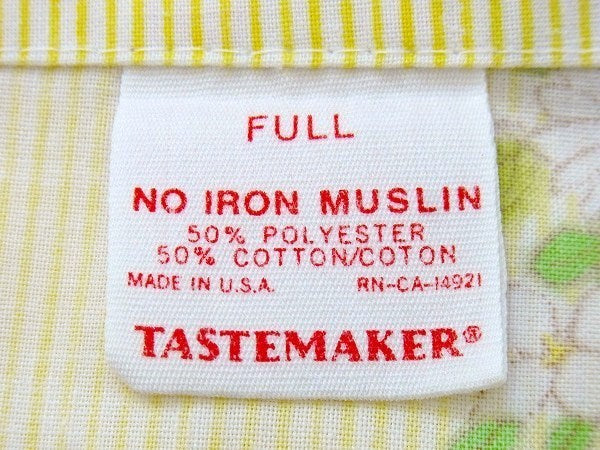 FULL
NO IRON MUSLIN
50% POLYESTER
50% COTTON/COTON
MADE IN U.S.A. RN-CA-14921
TASTEMAKER®